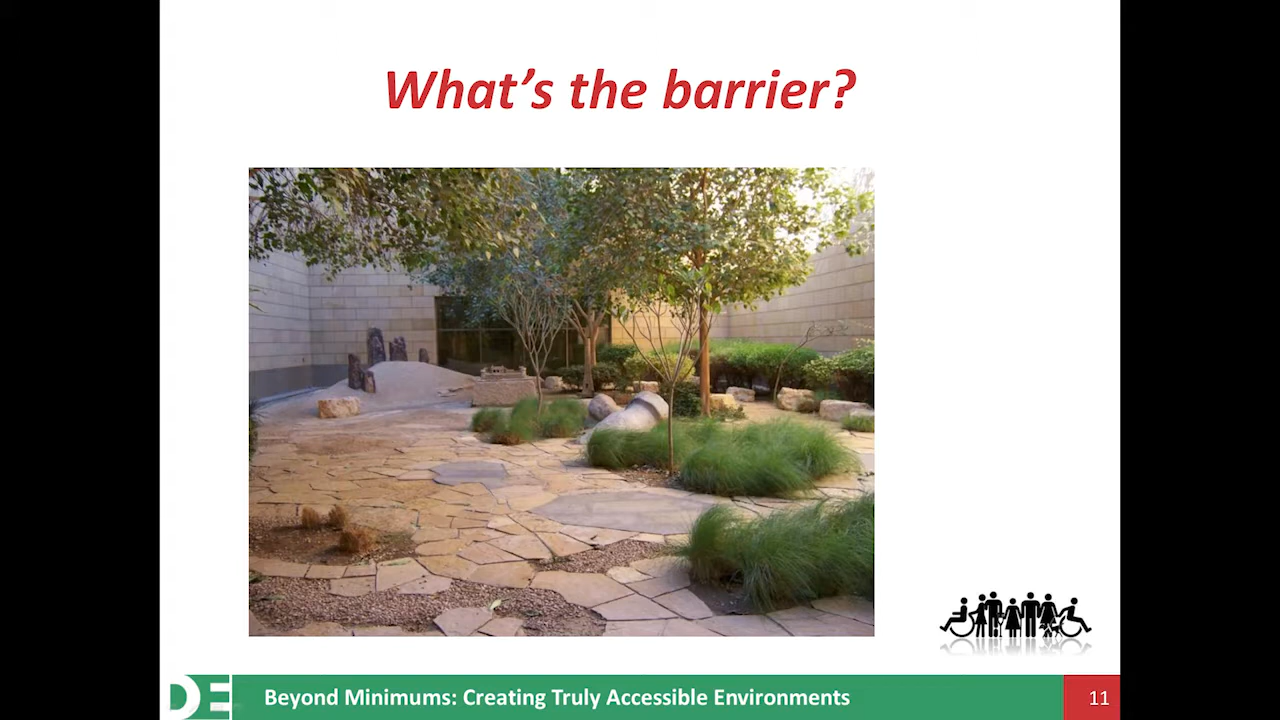 What’s the barrier?
DE
Beyond Minimums: Creating Truly Accessible Environments
11